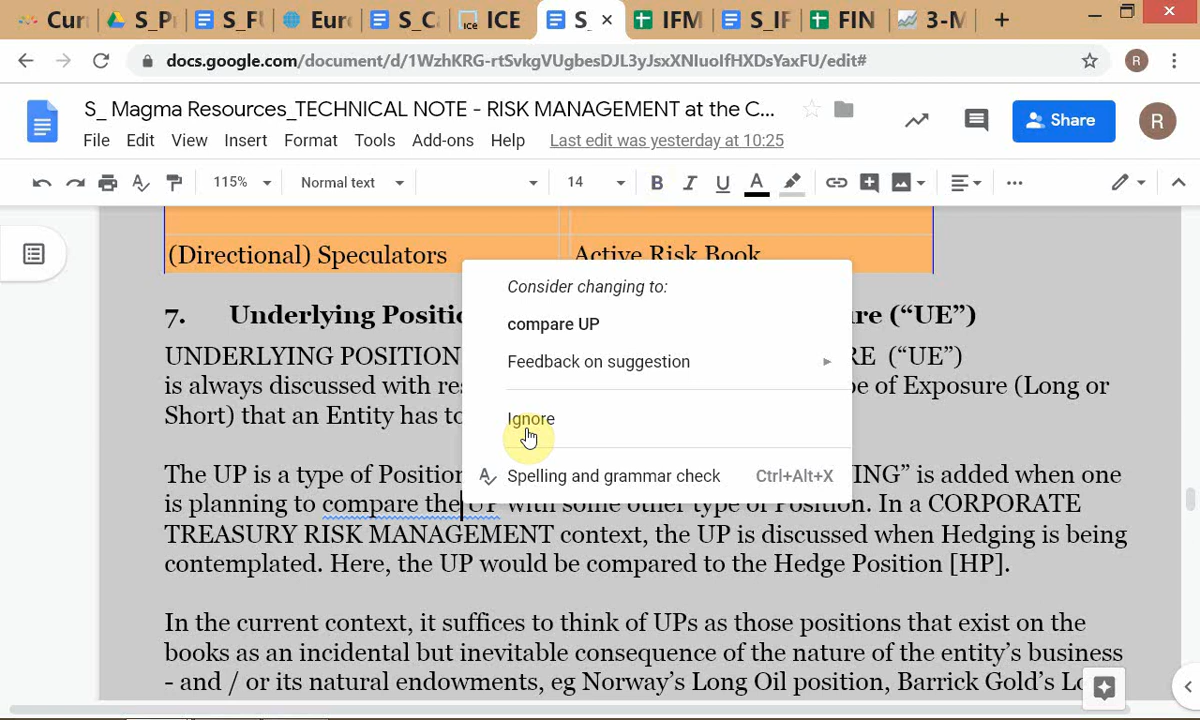 Cur
S_P
S_F
Eur
S_C
ICE
S_
IFM
S_IF
FIN
3-M
docs.google.com/document/d/1WzhKRG-rtSvkgVUgbesDJL3yJsxXNIuoIfHXDsYaxFU/edit#
R
S_ Magma Resources_TECHNICAL NOTE - RISK MANAGEMENT at the C...
File Edit View Insert Format Tools Add-ons Help Last edit was yesterday at 10:25
Share
R
115% Normal text 14 B I U A
(Directional) Speculators Active Risk Book
7. Underlying Positio re (“UE”)
UNDERLYING POSITION RE (“UE”)
is always discussed with re pe of Exposure (Long or
Short) that an Entity has to
Consider changing to:
compare UP
Feedback on suggestion
Ignore
Spelling and grammar check Ctrl+Alt+X
The UP is a type of Position ING” is added when one
is planning to compare the UP with some other type of Position. In a CORPORATE
TREASURY RISK MANAGEMENT context, the UP is discussed when Hedging is being
contemplated. Here, the UP would be compared to the Hedge Position [HP].
In the current context, it suffices to think of UPs as those positions that exist on the
books as an incidental but inevitable consequence of the nature of the entity’s business
- and / or its natural endowments, eg Norway’s Long Oil position, Barrick Gold’s Lo